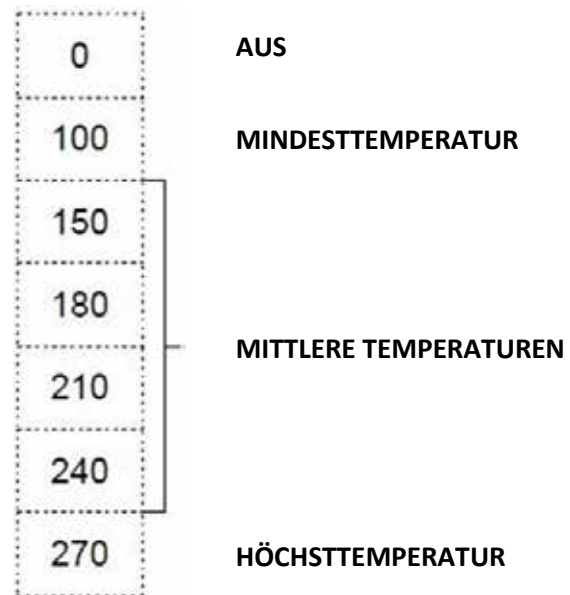 0 AUS
100 MINDESTTEMPERATUR
150
180
MITTLERE TEMPERATUREN
210
240
270 HÖCHSTTEMPERATUR